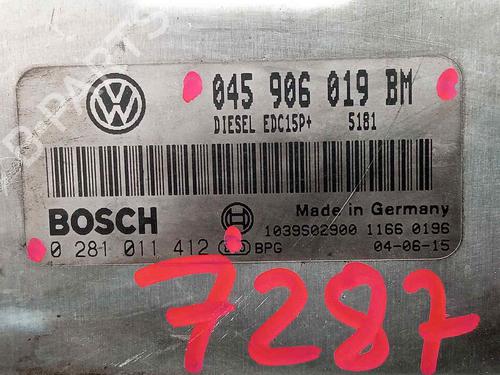 045 906 019 BM
DIESEL EDC15P+ 5181
BOSCH
Made in Germany
1039S02900 1166 0196
0 281 011 412 BPG 04-06-15
7287
B-PARTS